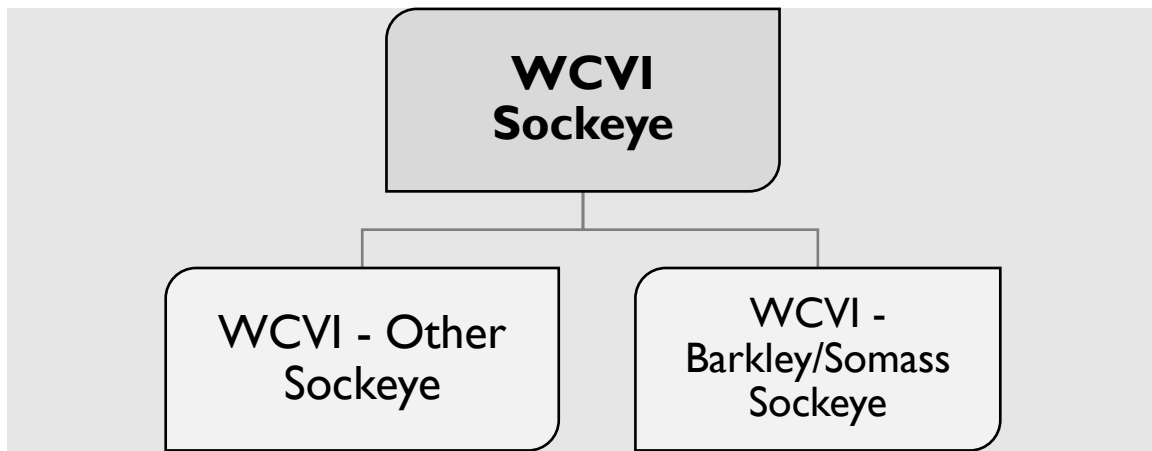 WCVI
Sockeye
WCVI - Other
Sockeye
WCVI -
Barkley/Somass
Sockeye